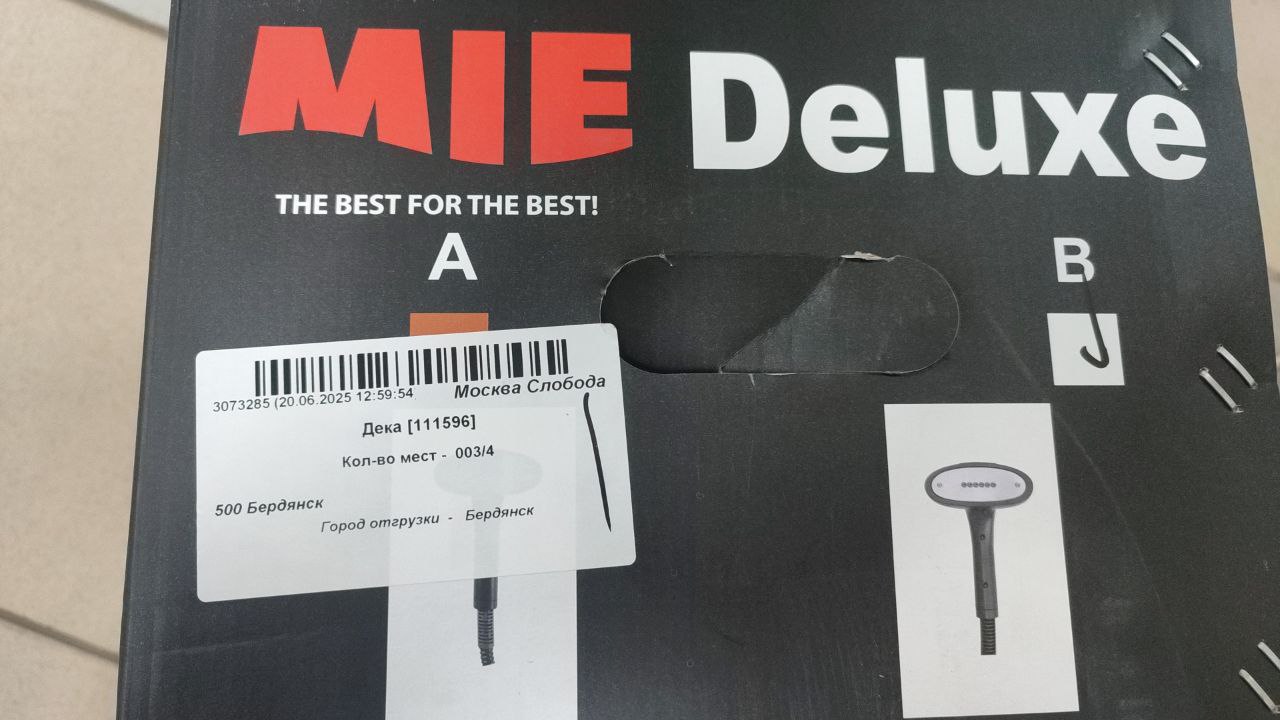 MIE Deluxe
THE BEST FOR THE BEST!
A
B
3073285 (20.06.2025 12:59:54
Москва Слобода
Дека [111596]
Кол-во мест - 003/4
500 Бердянск
Город отгрузки - Бердянск